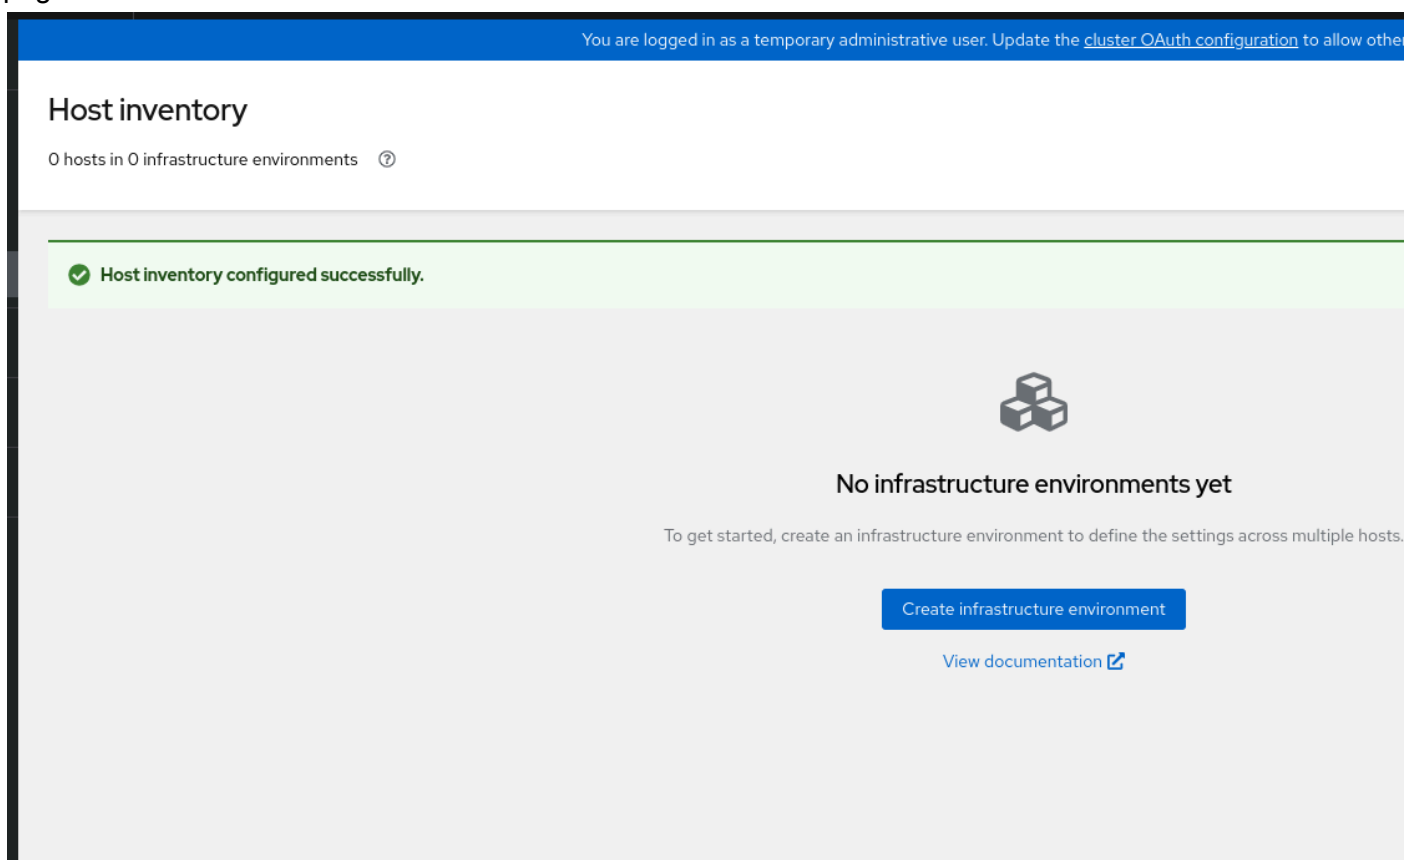 You are logged in as a temporary administrative user. Update the cluster OAuth configuration to allow other
Host inventory
0 hosts in 0 infrastructure environments
Host inventory configured successfully.
No infrastructure environments yet
To get started, create an infrastructure environment to define the settings across multiple hosts.
Create infrastructure environment
View documentation